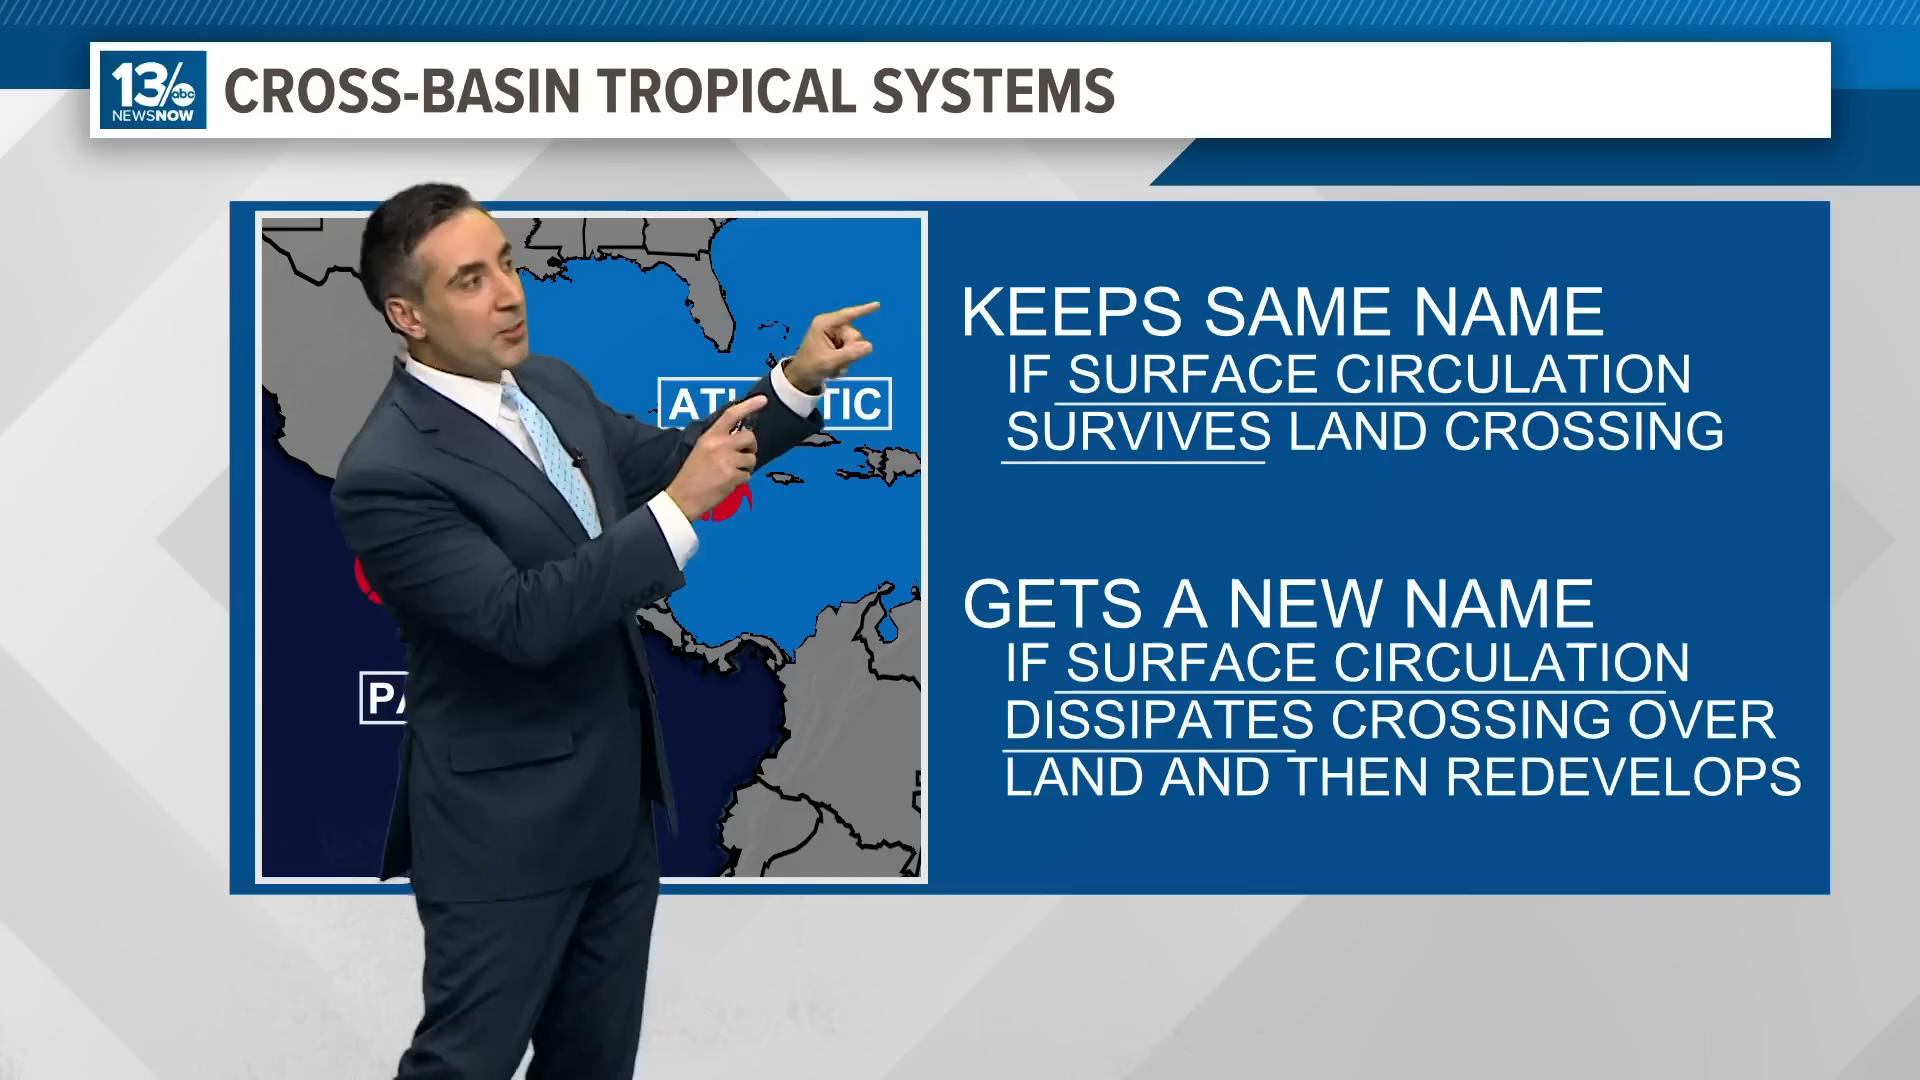 13 abc
NEWSNOW
CROSS-BASIN TROPICAL SYSTEMS
KEEPS SAME NAME
IF SURFACE CIRCULATION
SURVIVES LAND CROSSING
GETS A NEW NAME
IF SURFACE CIRCULATION
DISSIPATES CROSSING OVER
LAND AND THEN REDEVELOPS